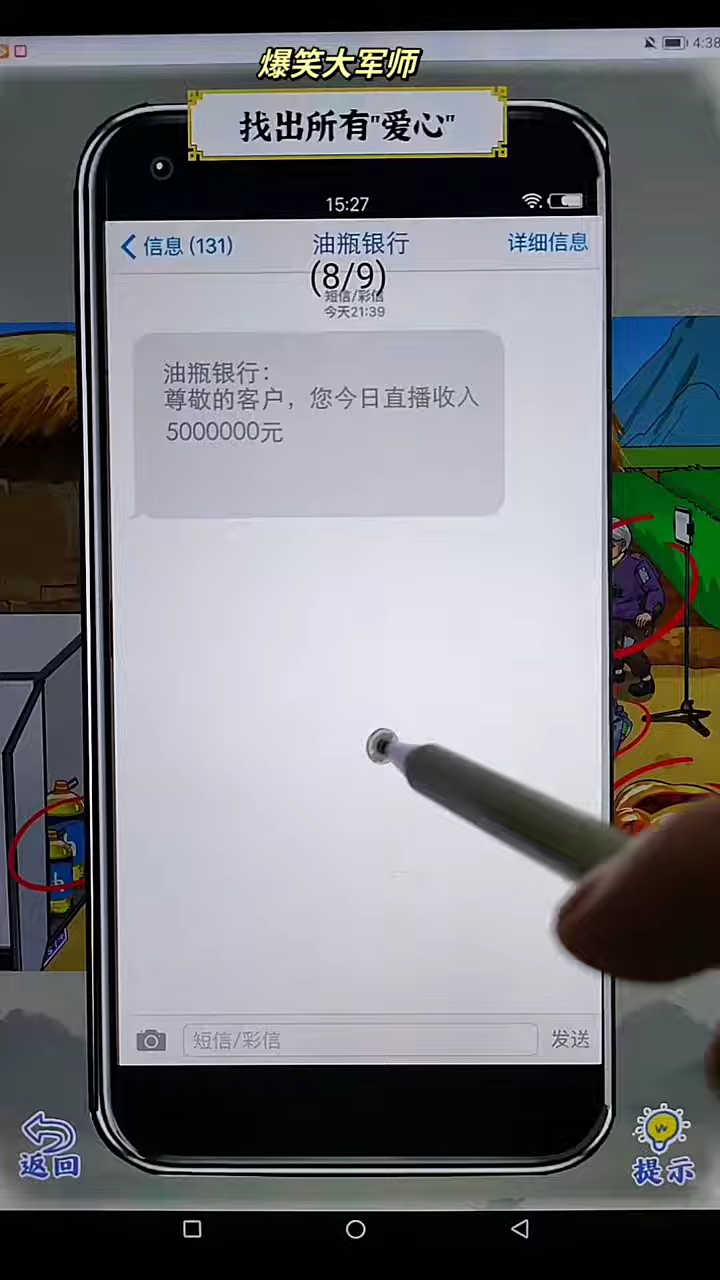 4:38
爆笑大军师
找出所有"爱心"
15:27
信息 (131)
油瓶银行
详细信息
(8/9)
短信/彩信
今天21:39
油瓶银行：
尊敬的客户，您今日直播收入
5000000元
短信/彩信
发送
返回
提示